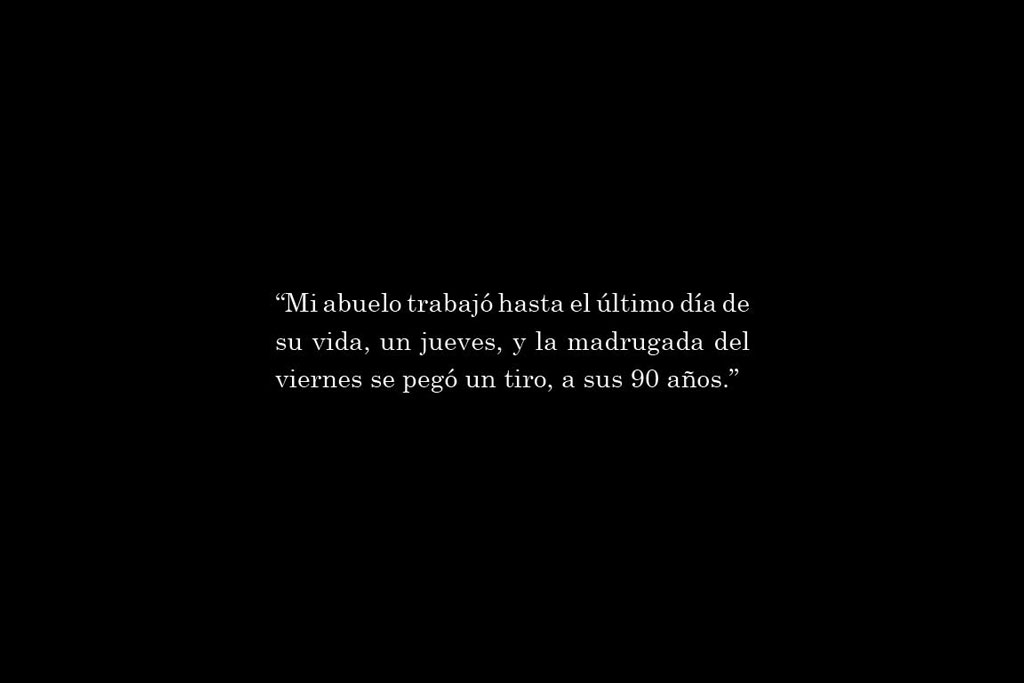 “Mi abuelo trabajó hasta el último día de
su vida, un jueves, y la madrugada del
viernes se pegó un tiro, a sus 90 años.”